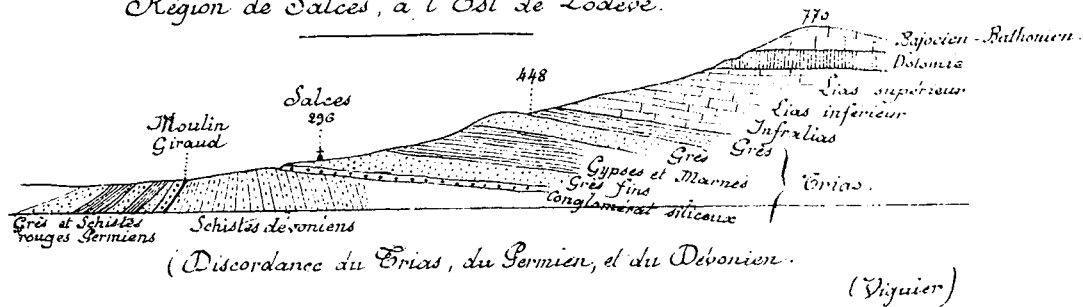 Région de Salces, à l'Est de Lodève.
770
Bajocien - Bathonien
Dolomie
Lias supérieur
Lias inférieur
Infralias
448
Salces
296
Moulin
Giraud
Grès
Grès
Gypses et Marnes
Grès fins
Conglomérat siliceux
Trias.
Grès et Schistes
rouges Permiens
Schistes dévoniens
(Discordance du Trias, du Permien, et du Dévonien.
(Viguier)